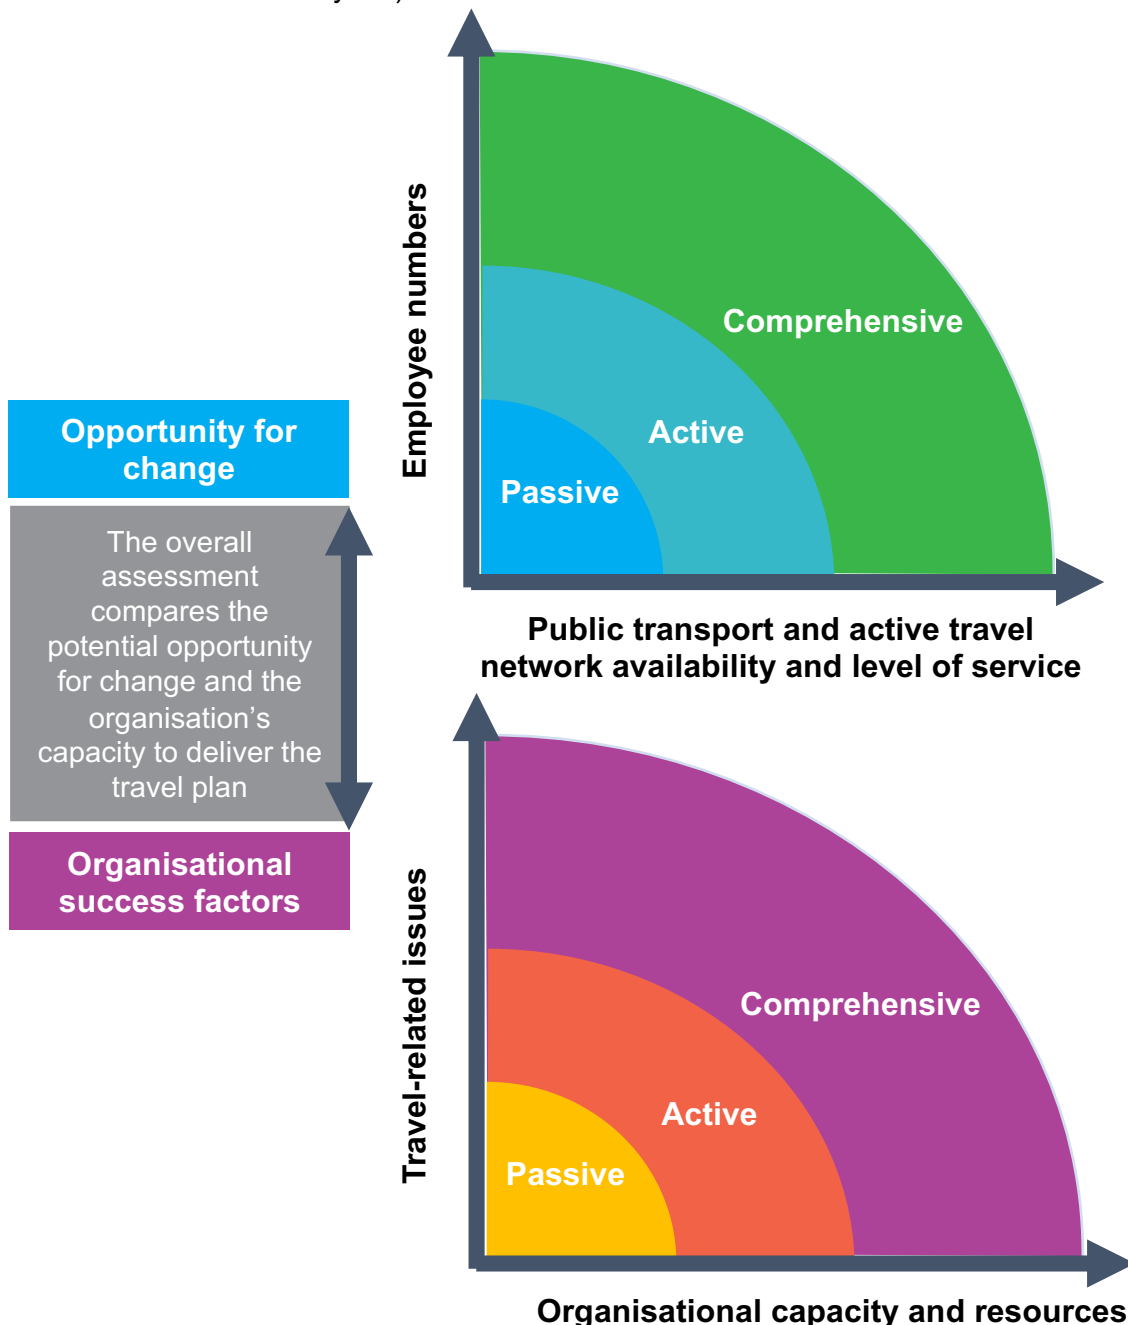 Employee numbers
Comprehensive
Active
Passive
Public transport and active travel
network availability and level of service
Opportunity for
change
The overall
assessment
compares the
potential opportunity
for change and the
organisation’s
capacity to deliver the
travel plan
Organisational
success factors
Travel-related issues
Comprehensive
Active
Passive
Organisational capacity and resources